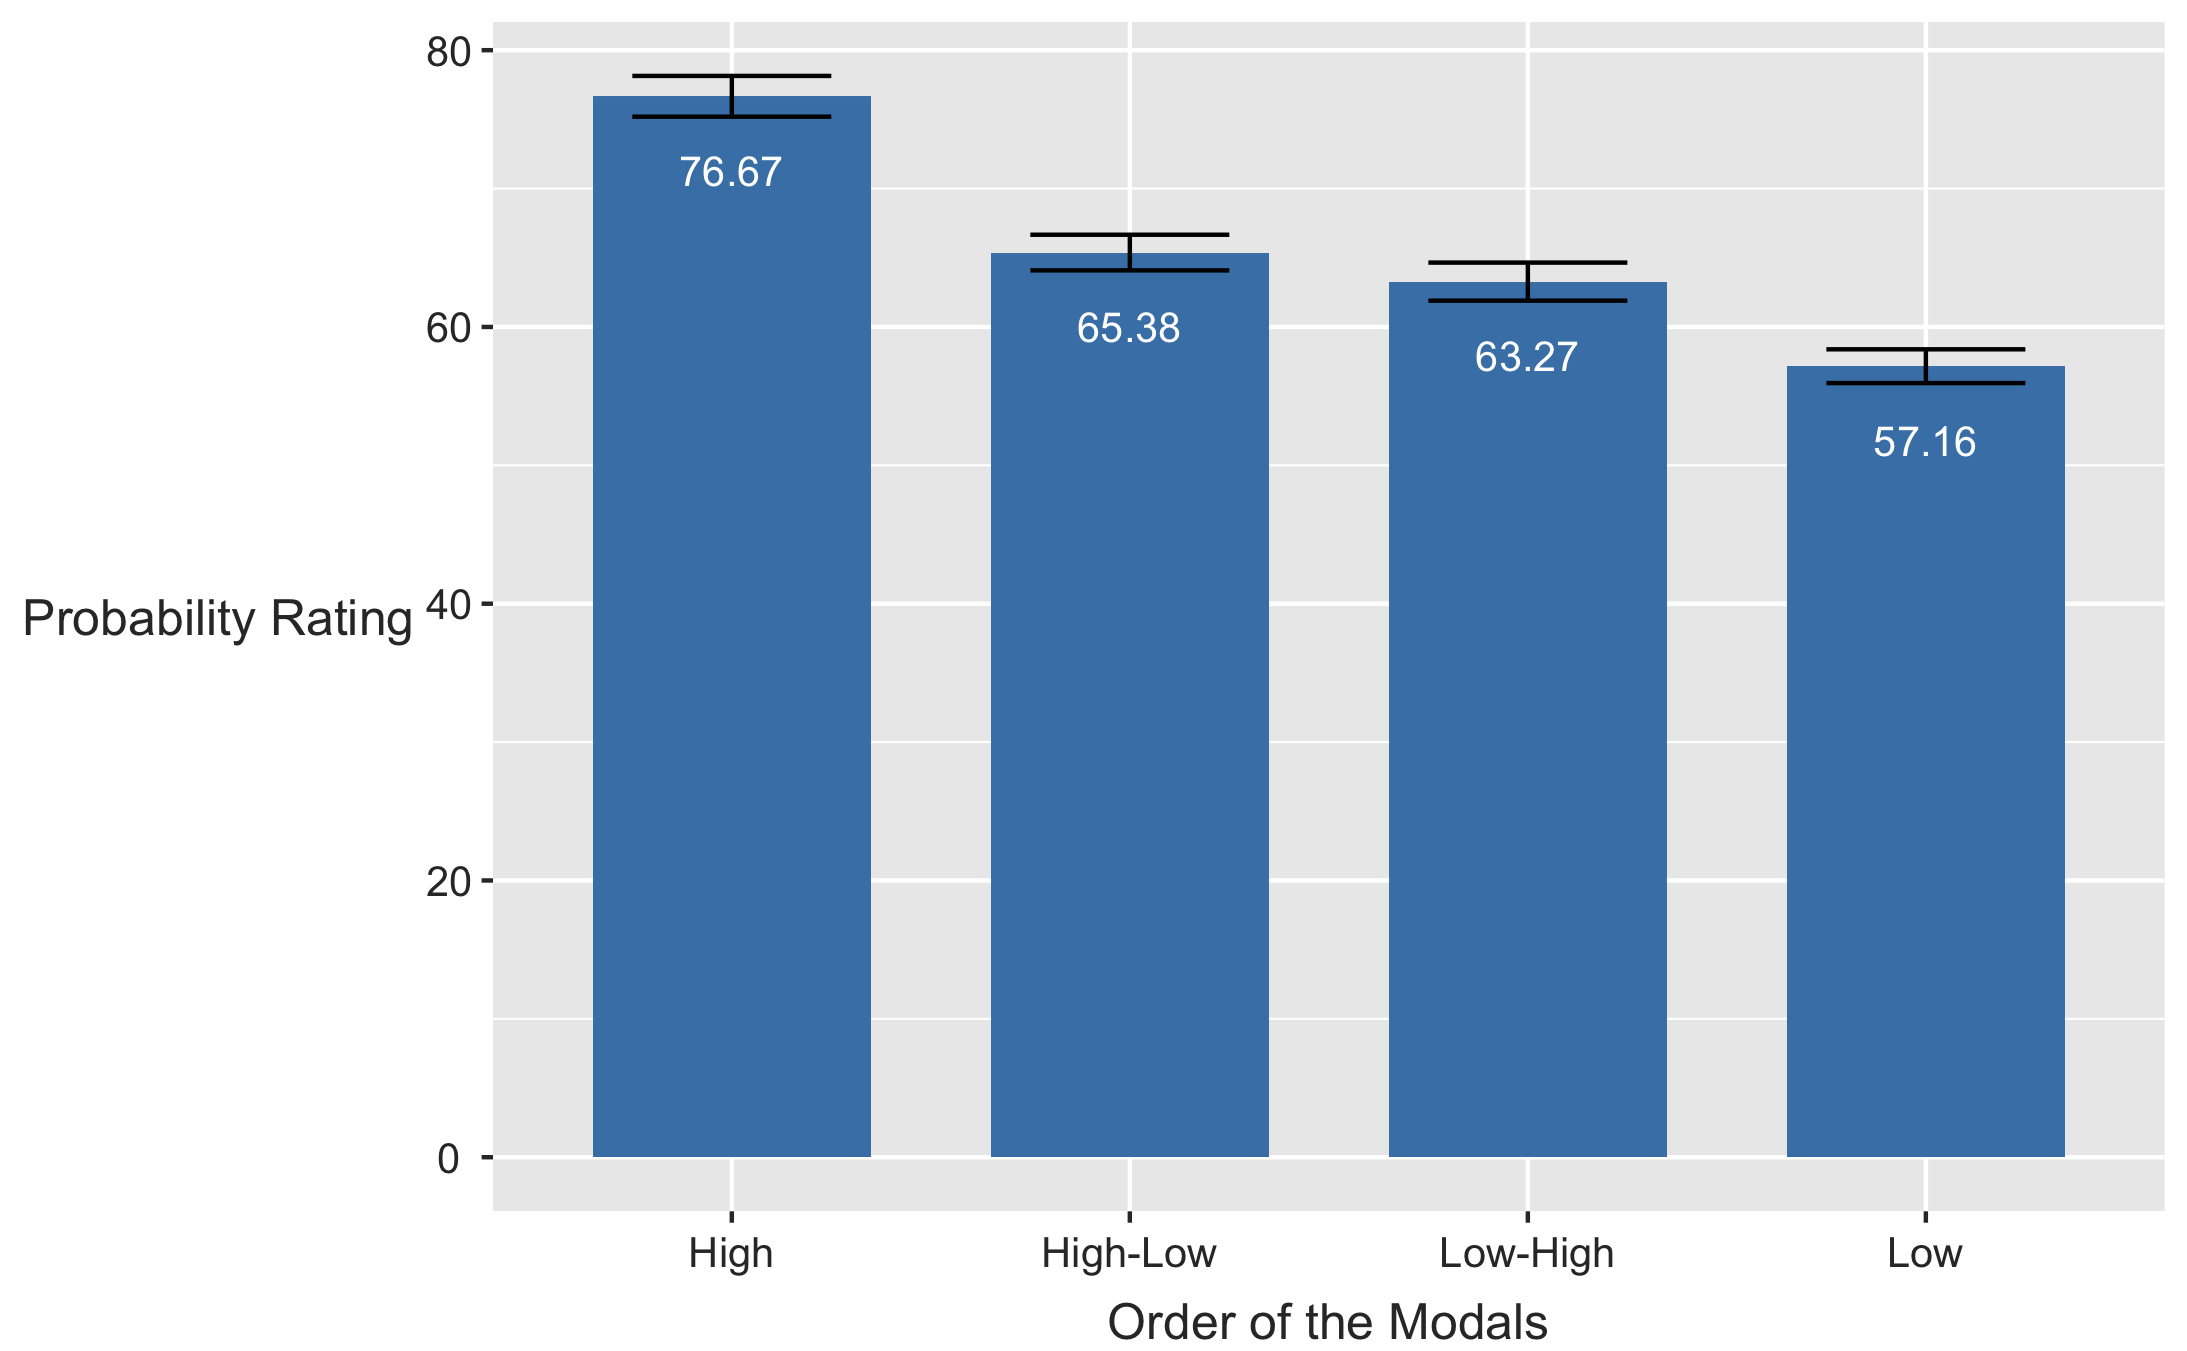 80
76.67
65.38
60
63.27
57.16
Probability Rating
40
20
0
High
High-Low
Low-High
Low
Order of the Modals